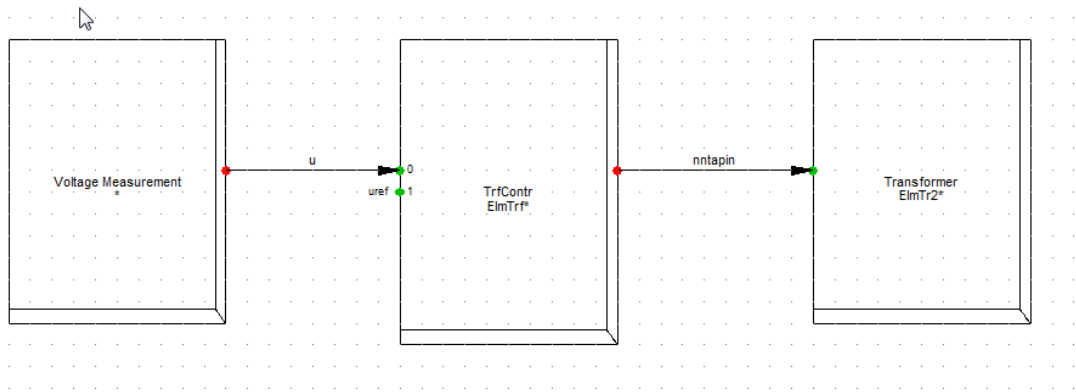 u
nntapin
0
Voltage Measurement
*
uref
1
TrfContr
ElmTrf*
Transformer
ElmTr2*